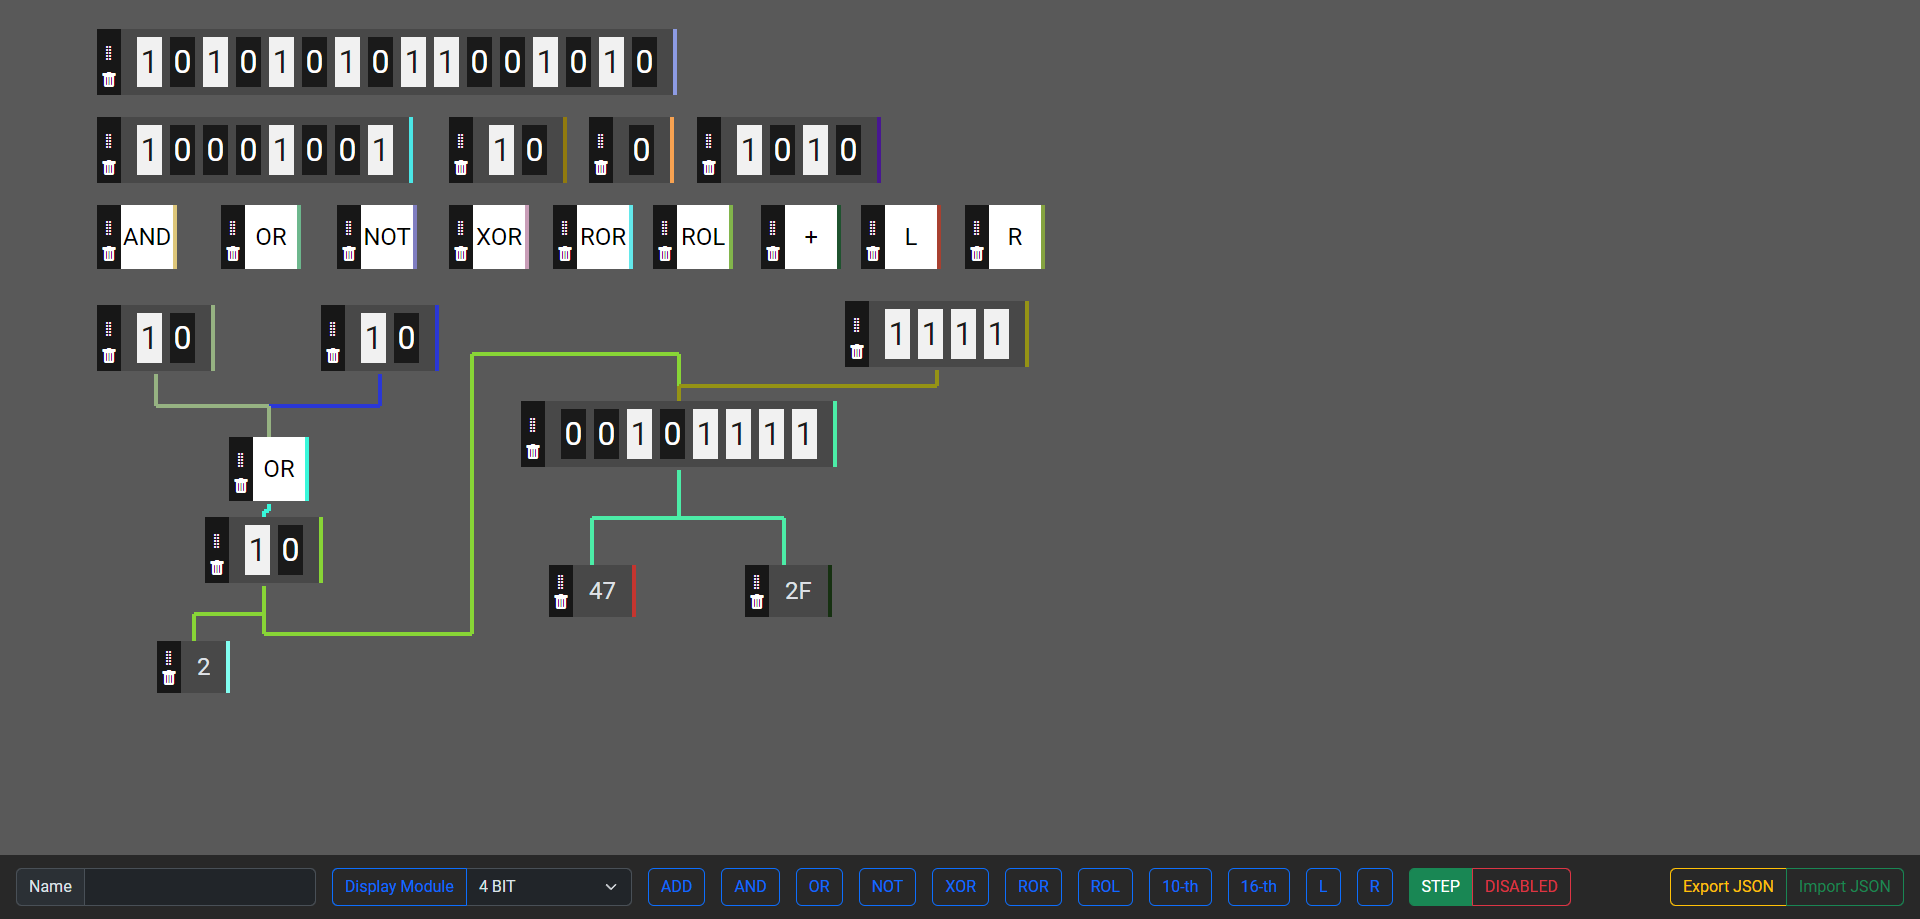 1 0 1 0 1 0 1 0 1 1 0 0 1 0 1 0
1 0 0 0 1 0 0 1 1 0 0 1 0 1 0
AND OR NOT XOR ROR ROL + L R
1 0 1 0 1 1 1 1
0 0 1 0 1 1 1 1
OR
1 0
47 2F
2
Name Display Module 4 BIT ADD AND OR NOT XOR ROR ROL 10-th 16-th L R STEP DISABLED Export JSON Import JSON